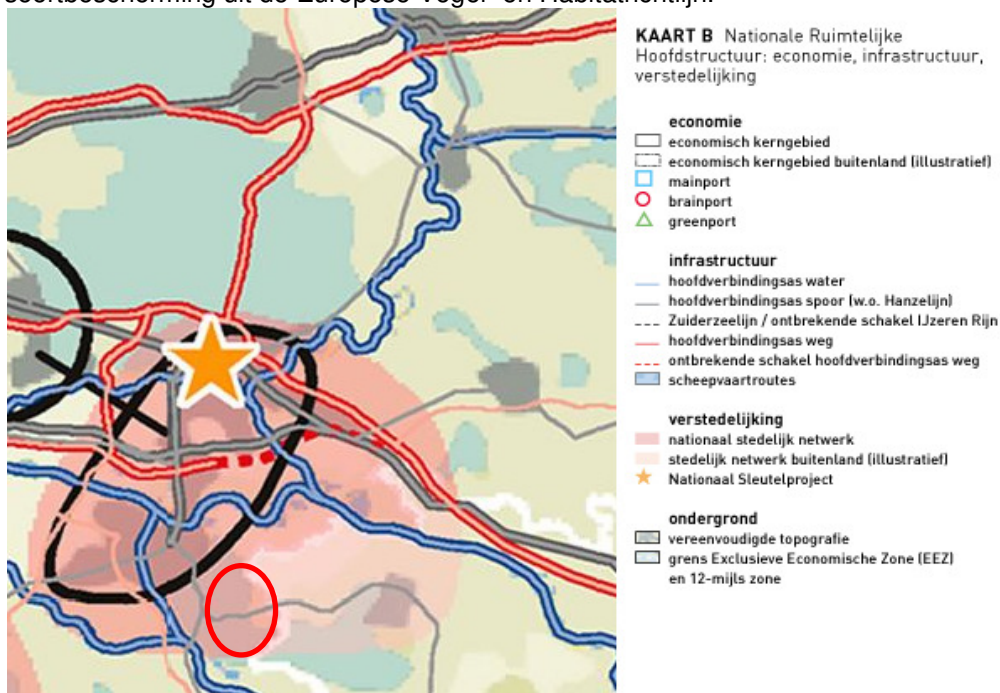 soortbescherming uit de Europese Vogel- en Habitatrichtlijn.
KAART B Nationale Ruimtelijke
Hoofdstructuur: economie, infrastructuur,
verstedelijking
economie
economisch kerngebied
economisch kerngebied buitenland (illustratief)
mainport
brainport
greenport
infrastructuur
hoofdverbindingsas water
hoofdverbindingsas spoor (w.o. Hanzelijn)
Zuiderzeelijn / ontbrekende schakel IJzeren Rijn
hoofdverbindingsas weg
ontbrekende schakel hoofdverbindingsas weg
scheepvaartroutes
verstedelijking
nationaal stedelijk netwerk
stedelijk netwerk buitenland (illustratief)
Nationaal Sleutelproject
ondergrond
vereenvoudigde topografie
grens Exclusieve Economische Zone (EEZ)
en 12-mijls zone